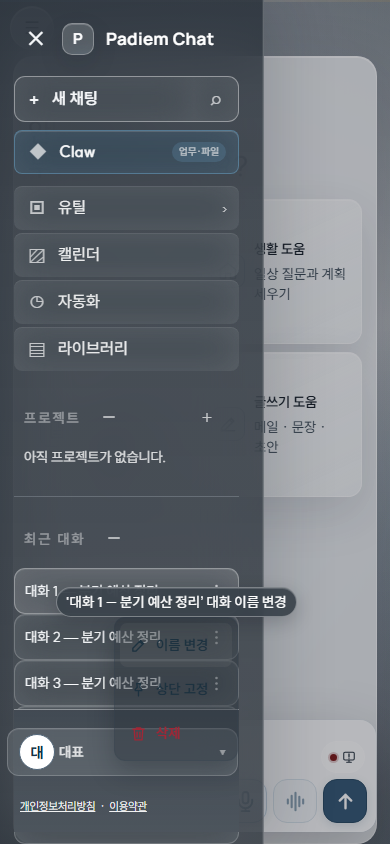 P Padiem Chat
+ 새 채팅
Claw 업무·파일
유틸 ›
캘린더
자동화
라이브러리
프로젝트 — +
아직 프로젝트가 없습니다.
최근 대화 —
대화 1 — 분기 예산 정리
'대화 1 — 분기 예산 정리' 대화 이름 변경
대화 2 — 분기 예산 정리
이름 변경
대화 3 — 분기 예산 정리
상단 고정
삭제
대 대표
개인정보처리방침 · 이용약관
생활 도움
일상 질문과 계획
세우기
글쓰기 도움
메일 · 문장 ·
초안